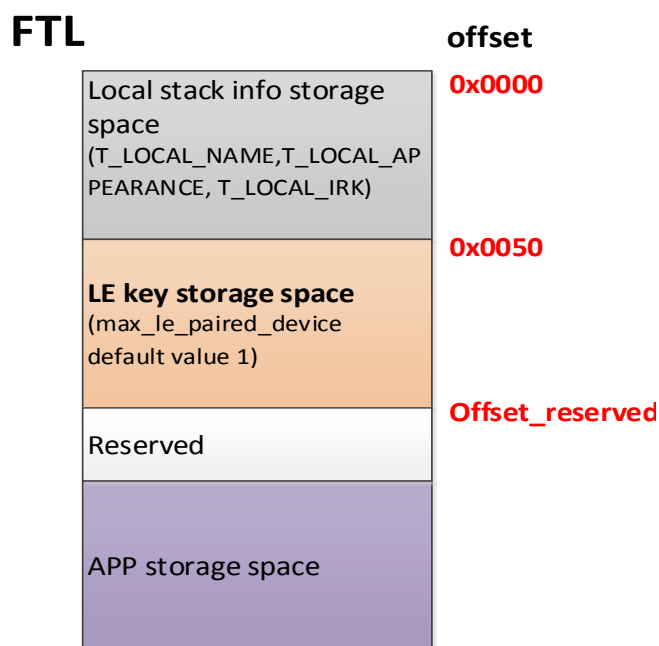 FTL
offset
Local stack info storage
space
(T_LOCAL_NAME,T_LOCAL_AP
PEARANCE, T_LOCAL_IRK)
0x0000
0x0050
LE key storage space
(max_le_paired_device
default value 1)
Offset_reserved
Reserved
APP storage space